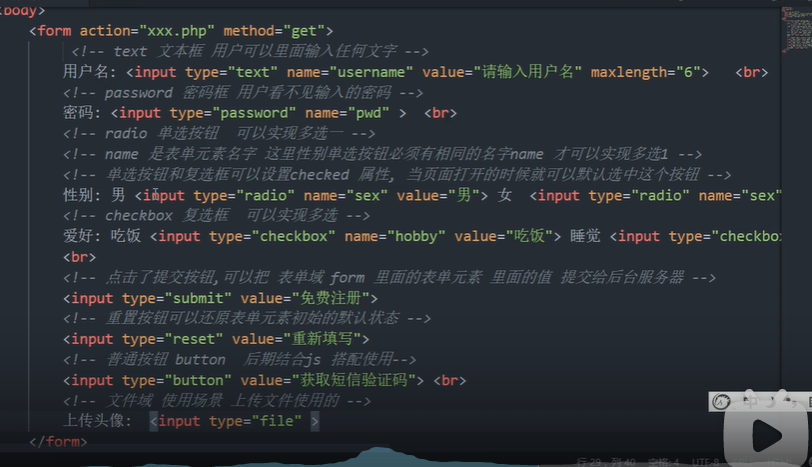 <body>
<form action="xxx.php" method="get">
<!-- text 文本框 用户可以里面输入任何文字 -->
用户名: <input type="text" name="username" value="请输入用户名" maxlength="6"> <br>
<!-- password 密码框 用户看不见输入的密码 -->
密码: <input type="password" name="pwd" > <br>
<!-- radio 单选按钮 可以实现多选一 -->
<!-- name 是表单元素名字 这里性别单选按钮必须有相同的名字name 才可以实现多选1 -->
<!-- 单选按钮和复选框可以设置checked 属性, 当页面打开的时候就可以默认选中这个按钮 -->
性别: 男 <input type="radio" name="sex" value="男"> 女 <input type="radio" name="sex"
<!-- checkbox 复选框 可以实现多选 -->
爱好: 吃饭 <input type="checkbox" name="hobby" value="吃饭"> 睡觉 <input type="checkbo
<br>
<!-- 点击了提交按钮,可以把 表单域 form 里面的表单元素 里面的值 提交给后台服务器 -->
<input type="submit" value="免费注册">
<!-- 重置按钮可以还原表单元素初始的默认状态 -->
<input type="reset" value="重新填写">
<!-- 普通按钮 button 后期结合js 搭配使用-->
<input type="button" value="获取短信验证码"> <br>
<!-- 文件域 使用场景 上传文件使用的 -->
上传头像: <input type="file" >
</form>
行 29, 列 40 空格: 4 UTF-8